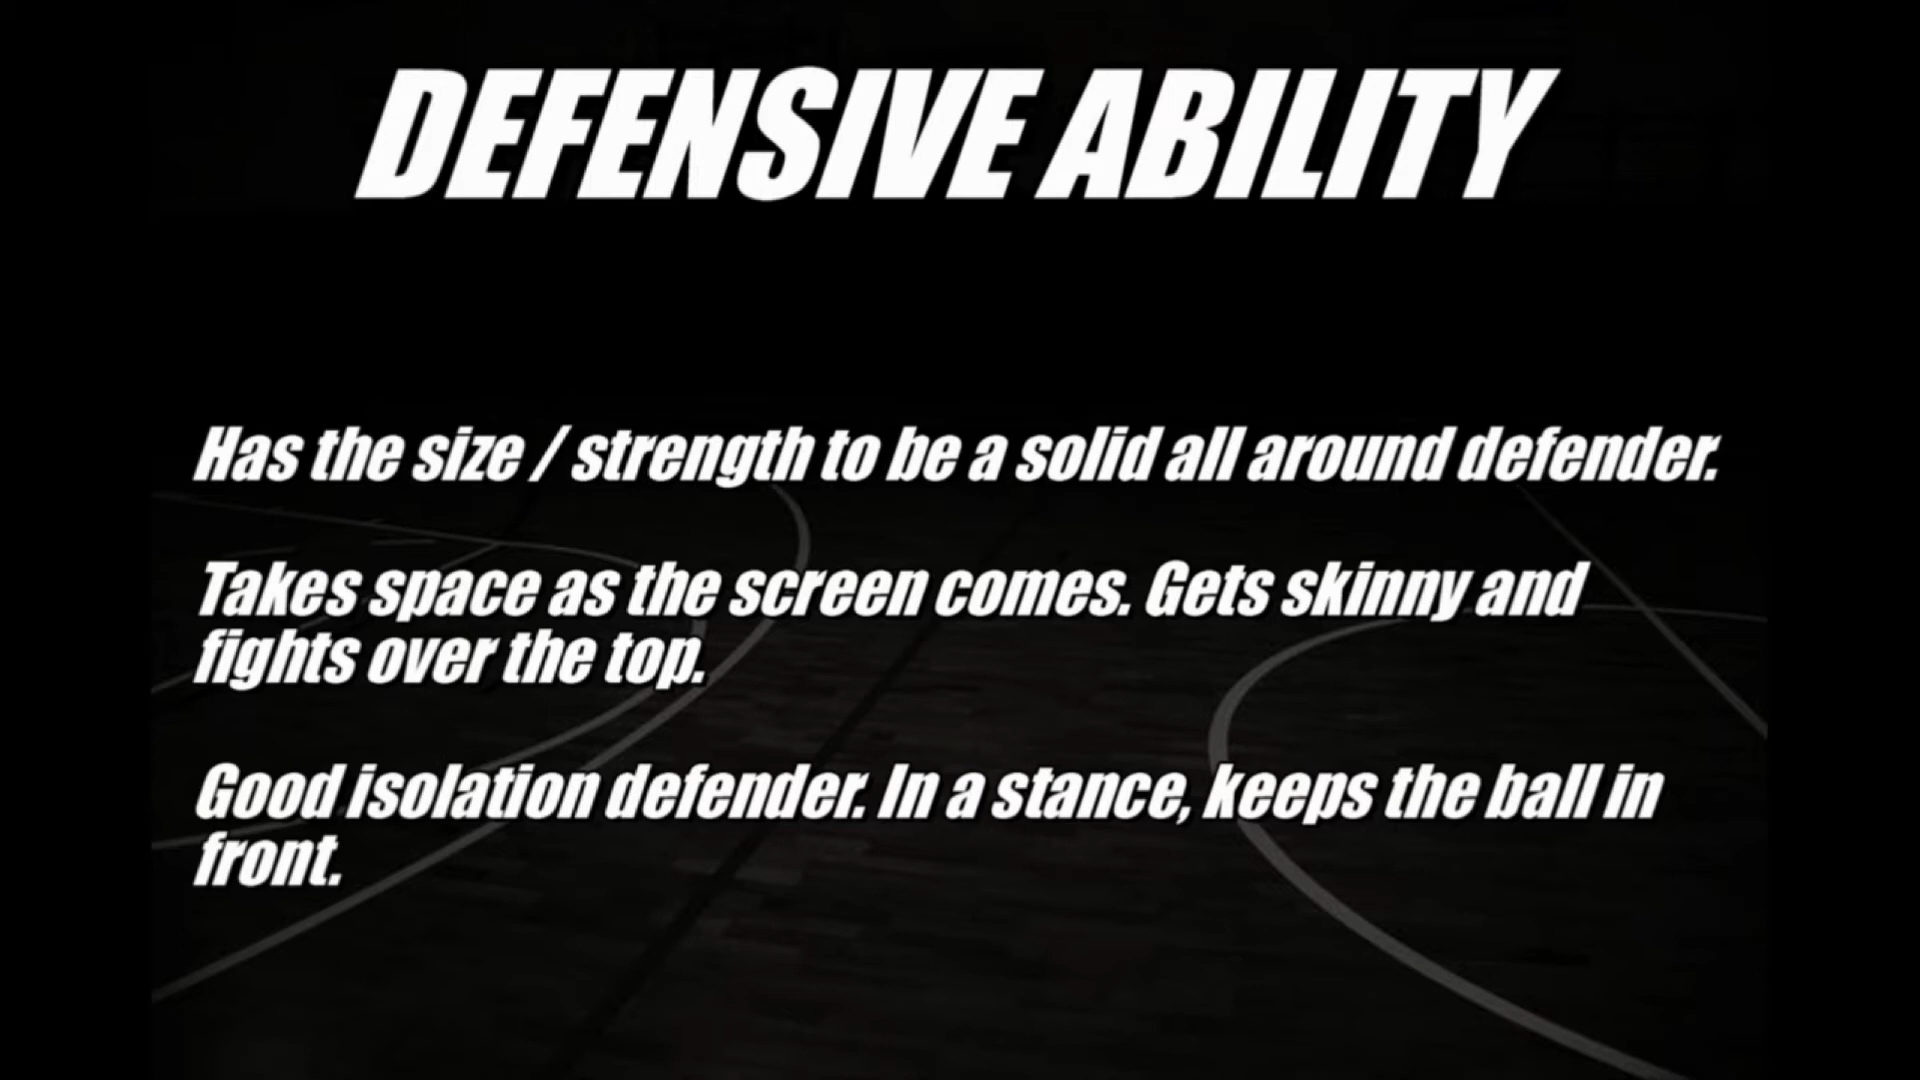 DEFENSIVE ABILITY
Has the size / strength to be a solid all around defender.
Takes space as the screen comes. Gets skinny and
fights over the top.
Good isolation defender. In a stance, keeps the ball in
front.